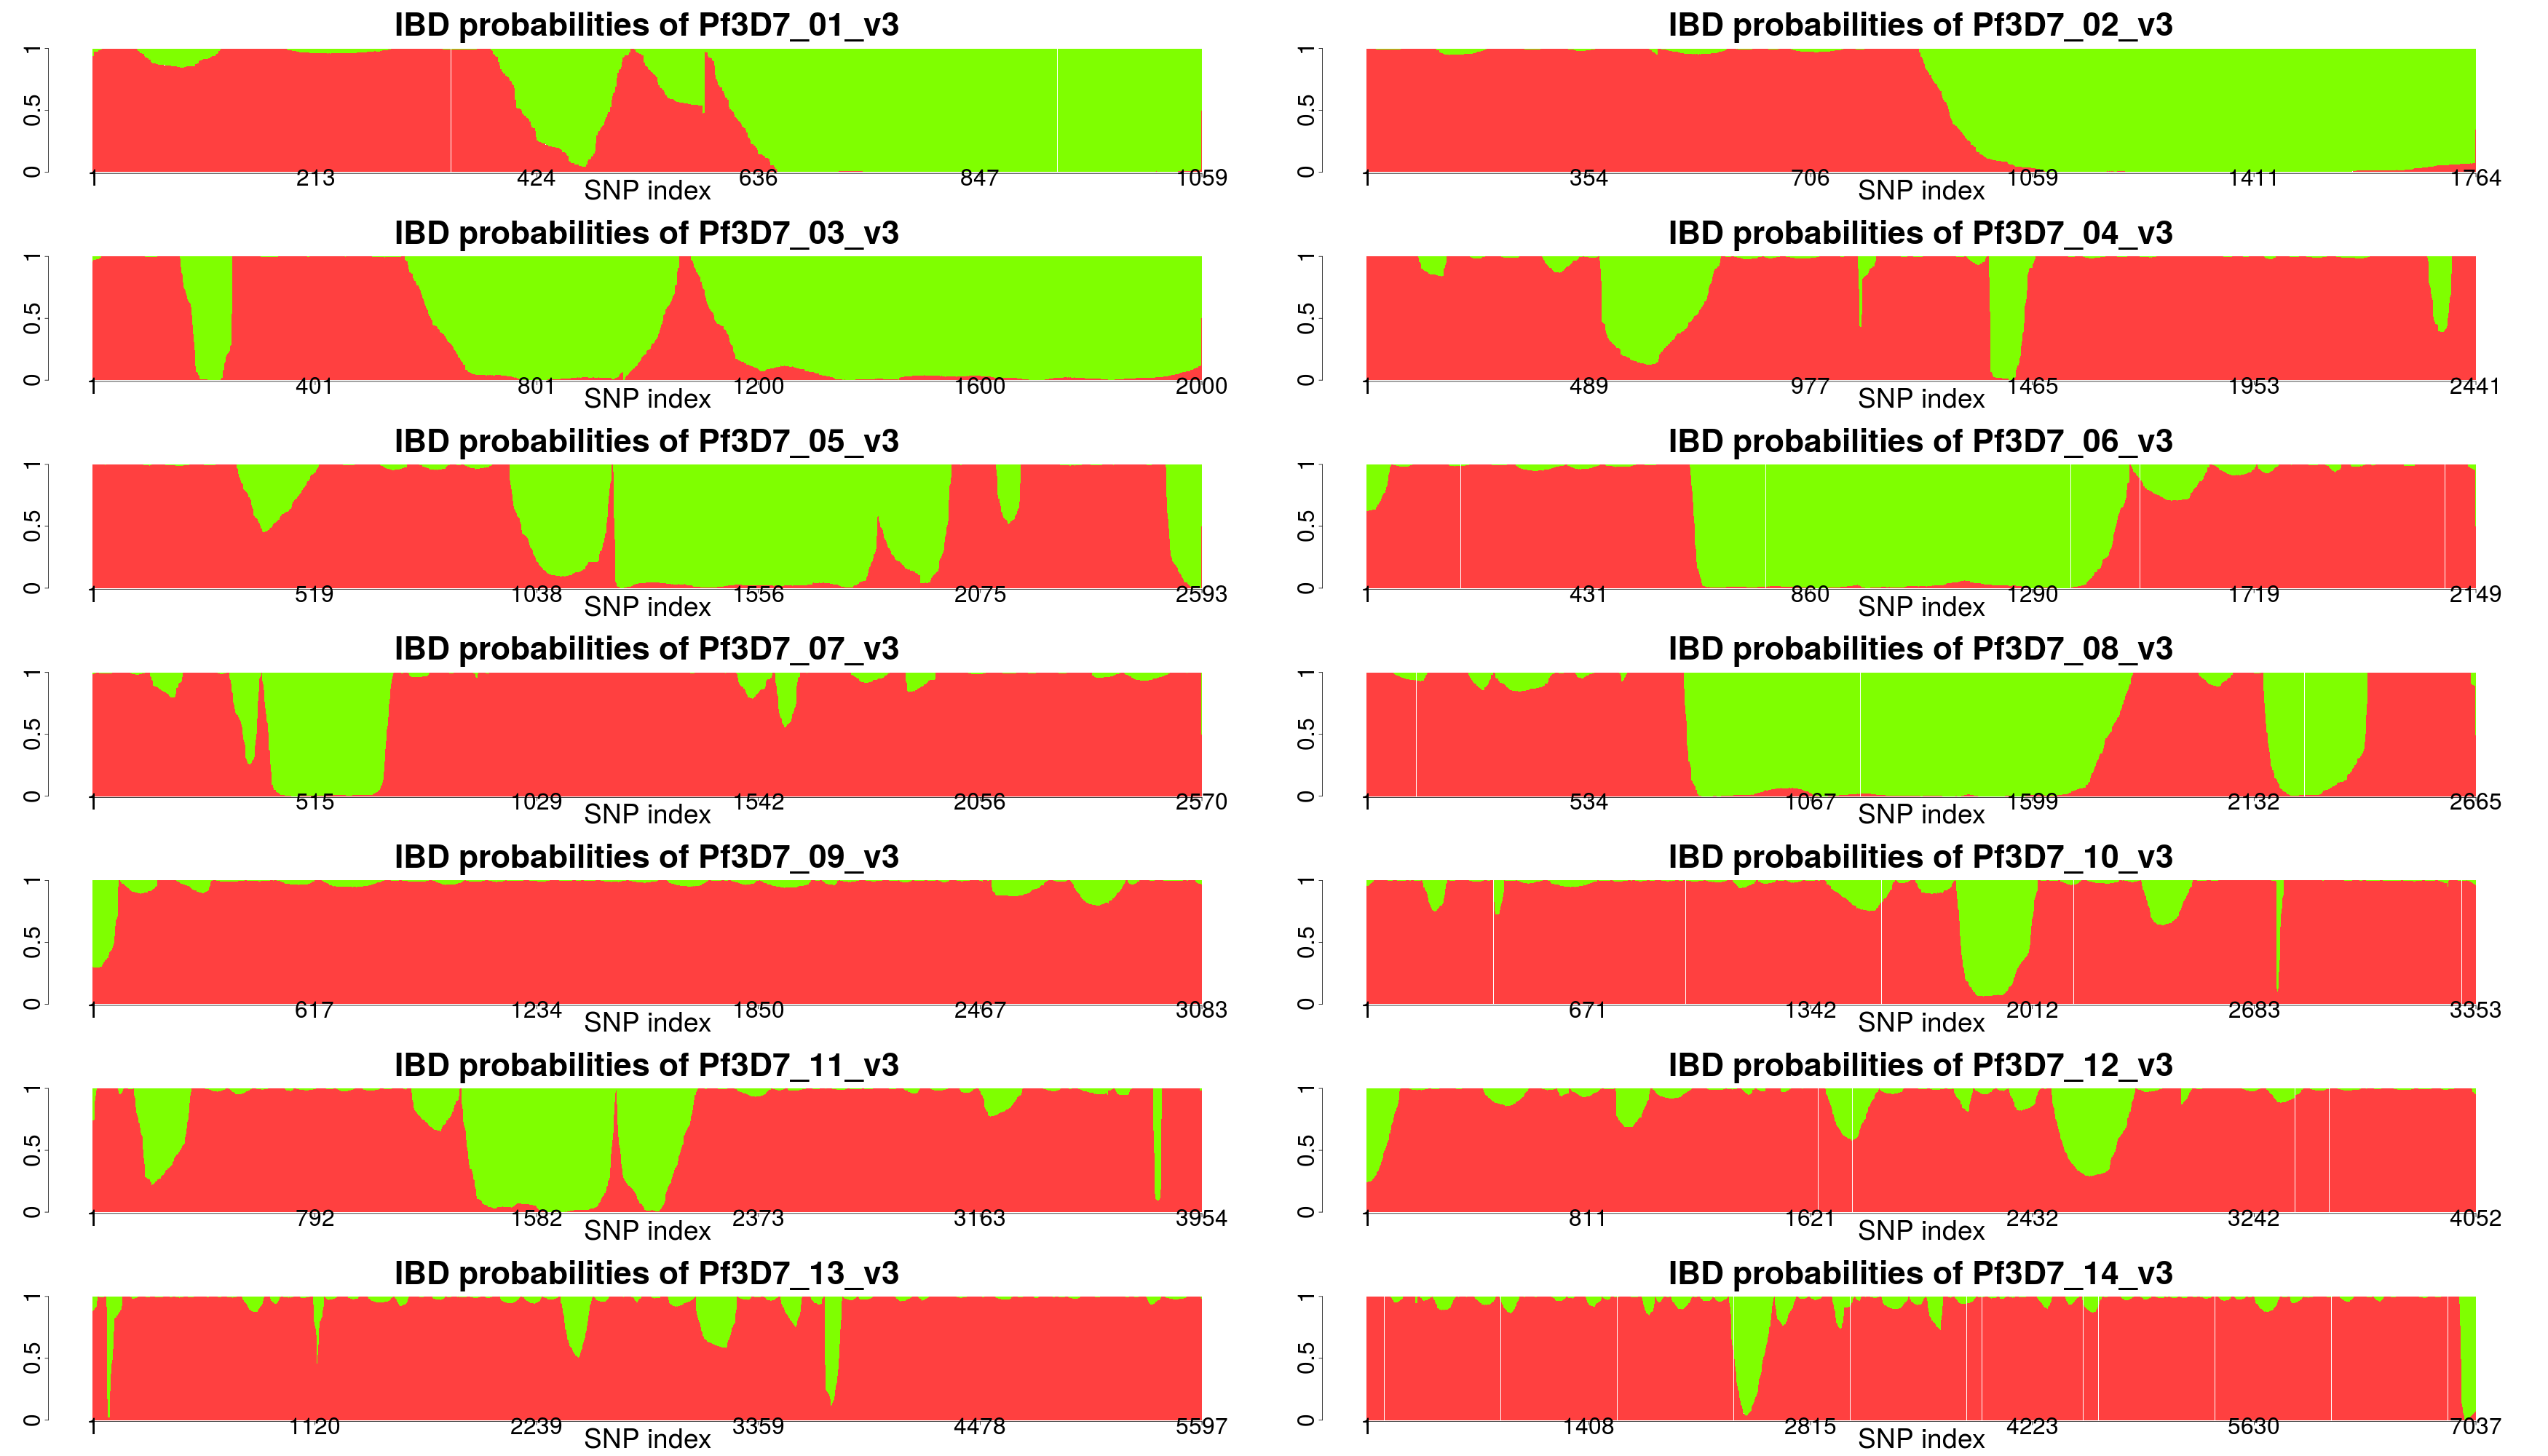 IBD probabilities of Pf3D7_01_v3
0 0.5 1
1 213 424 636 847 1059
SNP index
IBD probabilities of Pf3D7_02_v3
0 0.5 1
1 354 706 1059 1411 1764
SNP index
IBD probabilities of Pf3D7_03_v3
0 0.5 1
1 401 801 1200 1600 2000
SNP index
IBD probabilities of Pf3D7_04_v3
0 0.5 1
1 489 977 1465 1953 2441
SNP index
IBD probabilities of Pf3D7_05_v3
0 0.5 1
1 519 1038 1556 2075 2593
SNP index
IBD probabilities of Pf3D7_06_v3
0 0.5 1
1 431 860 1290 1719 2149
SNP index
IBD probabilities of Pf3D7_07_v3
0 0.5 1
1 515 1029 1542 2056 2570
SNP index
IBD probabilities of Pf3D7_08_v3
0 0.5 1
1 534 1067 1599 2132 2665
SNP index
IBD probabilities of Pf3D7_09_v3
0 0.5 1
1 617 1234 1850 2467 3083
SNP index
IBD probabilities of Pf3D7_10_v3
0 0.5 1
1 671 1342 2012 2683 3353
SNP index
IBD probabilities of Pf3D7_11_v3
0 0.5 1
1 792 1582 2373 3163 3954
SNP index
IBD probabilities of Pf3D7_12_v3
0 0.5 1
1 811 1621 2432 3242 4052
SNP index
IBD probabilities of Pf3D7_13_v3
0 0.5 1
1 1120 2239 3359 4478 5597
SNP index
IBD probabilities of Pf3D7_14_v3
0 0.5 1
1 1408 2815 4223 5630 7037
SNP index